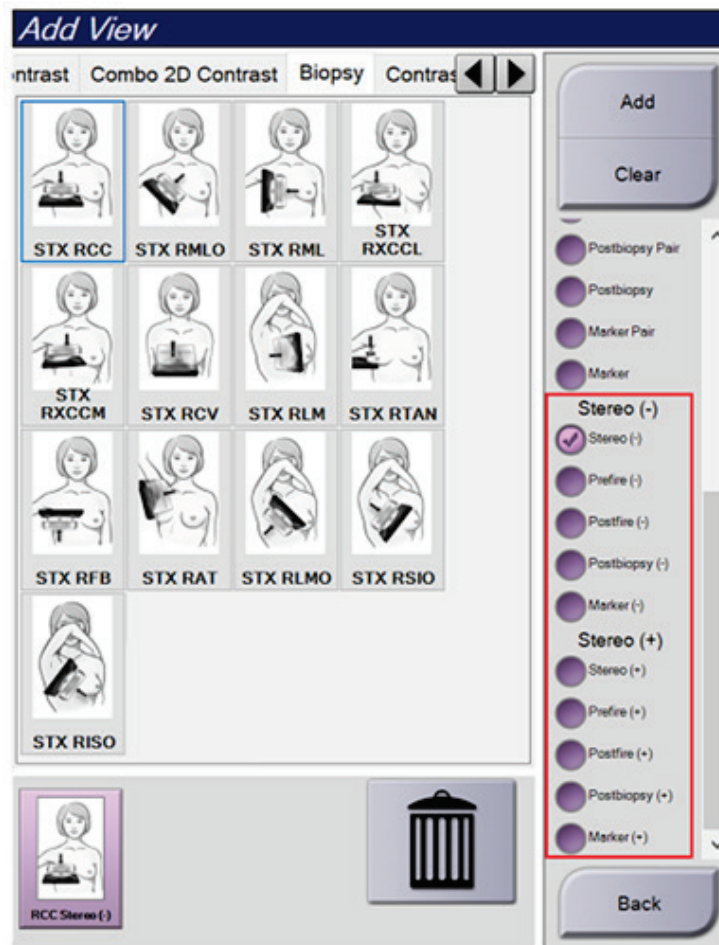 Add View
ntrast
Combo 2D Contrast
Biopsy
Contras
Add
Clear
STX RCC
STX RMLO
STX RML
STX
RXCCL
STX
RXCCM
STX RCV
STX RLM
STX RTAN
STX RFB
STX RAT
STX RLMO
STX RSIO
STX RISO
Postbiopsy Pair
Postbiopsy
Marker Pair
Marker
Stereo (-)
Stereo (-)
Prefire (-)
Postfire (-)
Postbiopsy (-)
Marker (-)
Stereo (+)
Stereo (+)
Prefire (+)
Postfire (+)
Postbiopsy (+)
Marker (+)
RCC Stereo (-)
Back